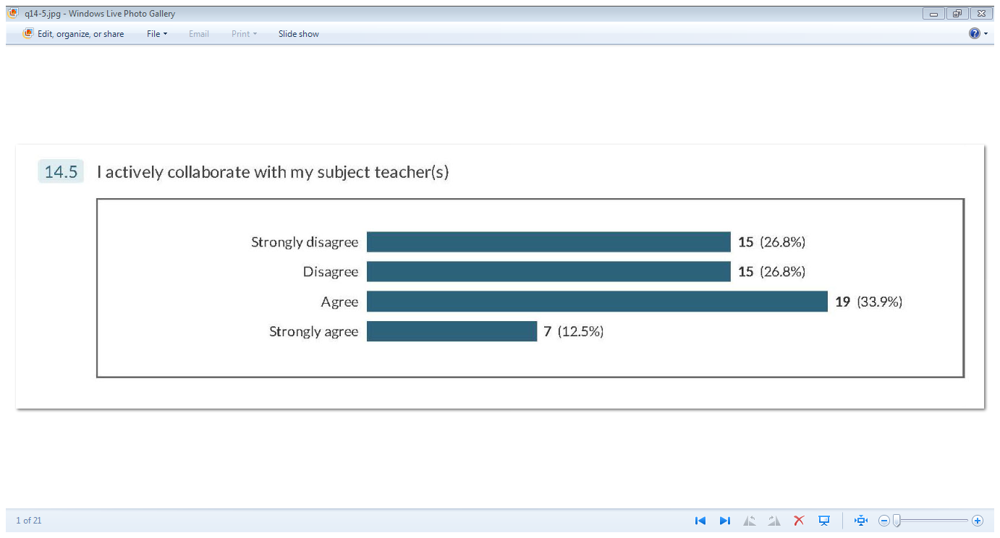 q14-5.jpg - Windows Live Photo Gallery
Edit, organize, or share File Email Print Slide show
14.5 I actively collaborate with my subject teacher(s)
Strongly disagree 15 (26.8%)
Disagree 15 (26.8%)
Agree 19 (33.9%)
Strongly agree 7 (12.5%)
1 of 21